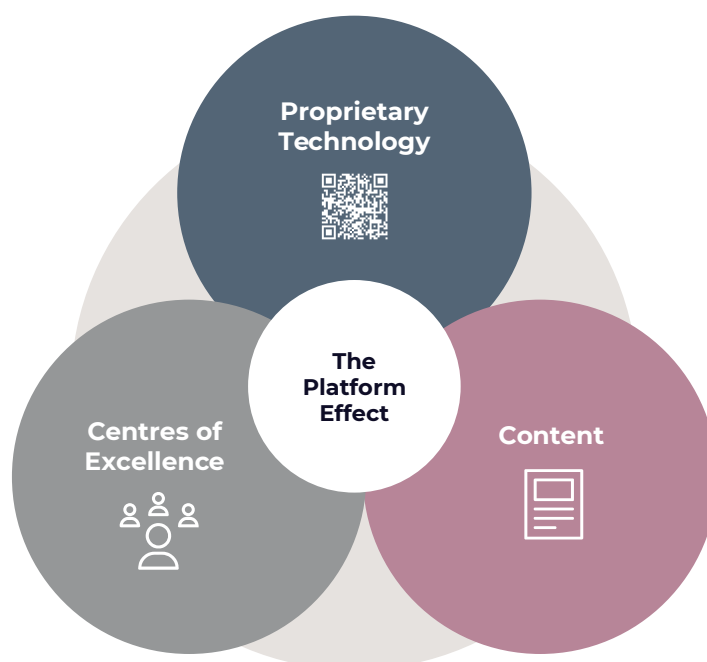 Proprietary
Technology
The
Platform
Effect
Centres of
Excellence
Content